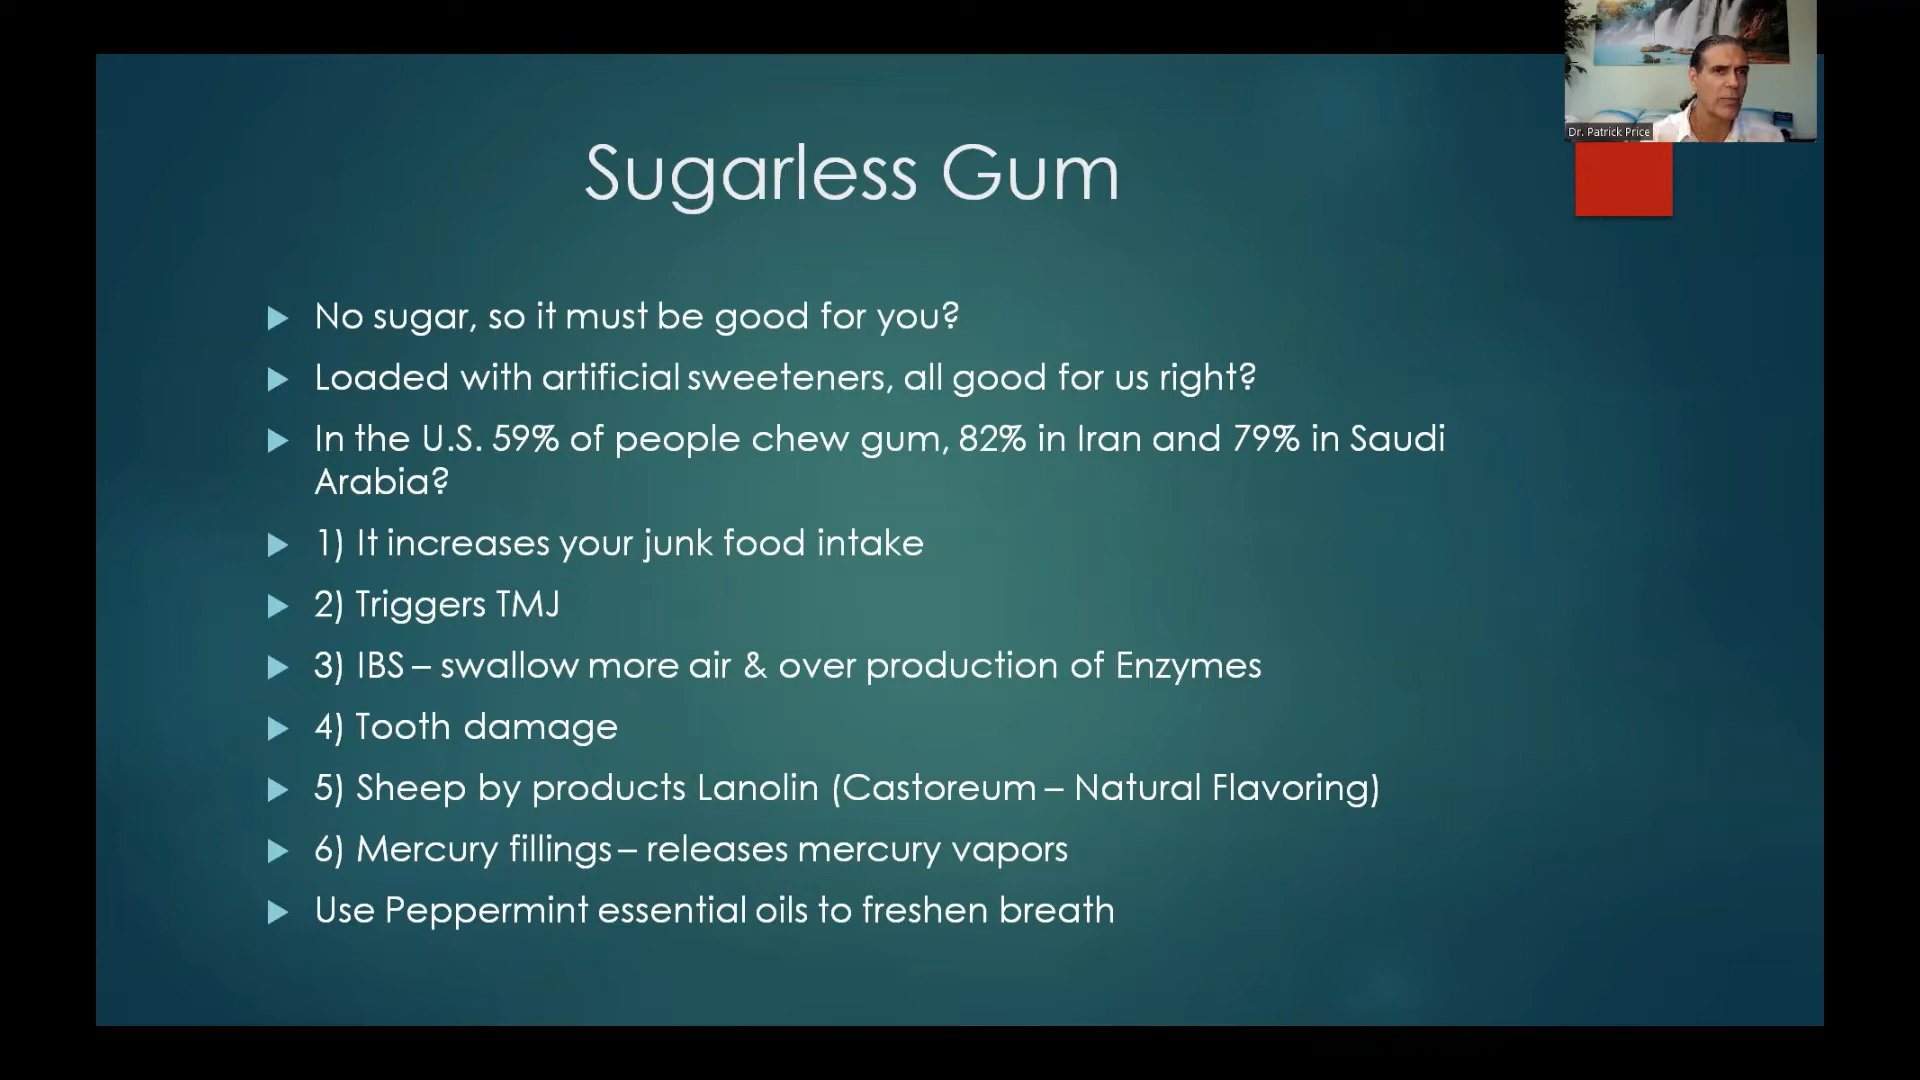 Dr. Patrick Price
Sugarless Gum
No sugar, so it must be good for you?
Loaded with artificial sweeteners, all good for us right?
In the U.S. 59% of people chew gum, 82% in Iran and 79% in Saudi
Arabia?
1) It increases your junk food intake
2) Triggers TMJ
3) IBS – swallow more air & over production of Enzymes
4) Tooth damage
5) Sheep by products Lanolin (Castoreum – Natural Flavoring)
6) Mercury fillings – releases mercury vapors
Use Peppermint essential oils to freshen breath